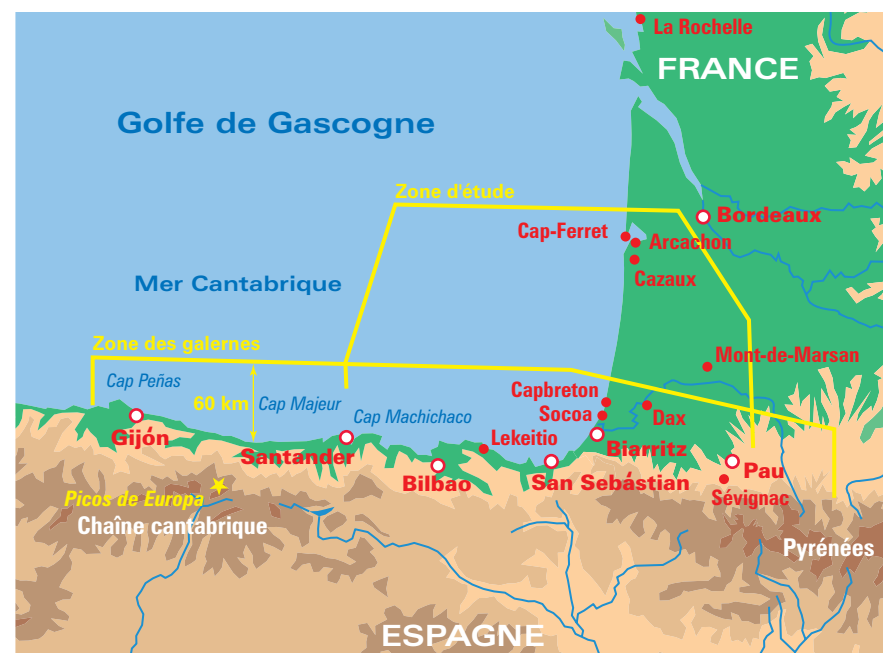 La Rochelle
FRANCE
Golfe de Gascogne
Zone d'étude
Bordeaux
Cap-Ferret
Arcachon
Cazaux
Mer Cantabrique
Zone des galernes
Mont-de-Marsan
Cap Peñas
60 km
Cap Majeur
Capbreton
Cap Machichaco
Socoa
Dax
Gijón
Lekeitio
Biarritz
Santander
Bilbao
San Sebástian
Pau
Sévignac
Picos de Europa
Chaîne cantabrique
Pyrénées
ESPAGNE